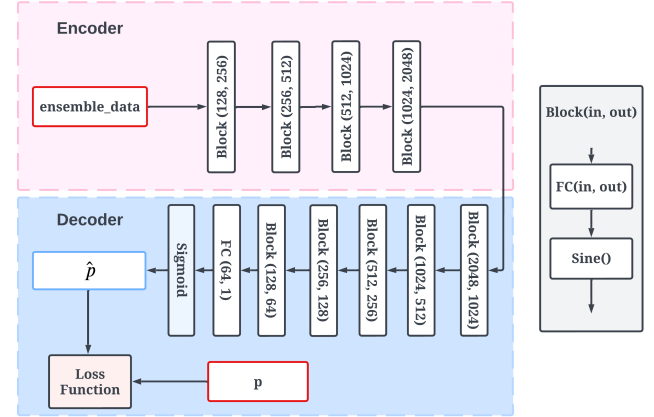 Encoder
ensemble_data
Block (128, 256)
Block (256, 512)
Block (512, 1024)
Block (1024, 2048)
Decoder
Block (2048, 1024)
Block (1024, 512)
Block (512, 256)
Block (256, 128)
Block (128, 64)
FC (64, 1)
Sigmoid
p̂
Loss
Function
p
Block(in, out)
FC(in, out)
Sine()